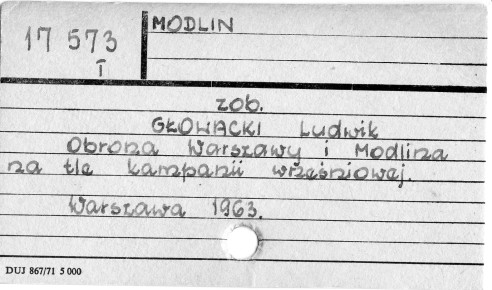 MODLIN
17 573
I
zob.
GŁOWACKI Ludwik
Obrona Warszawy i Modlina
na tle kampanii wrześniowej.
Warszawa 1963.
DUJ 867/71 5 000